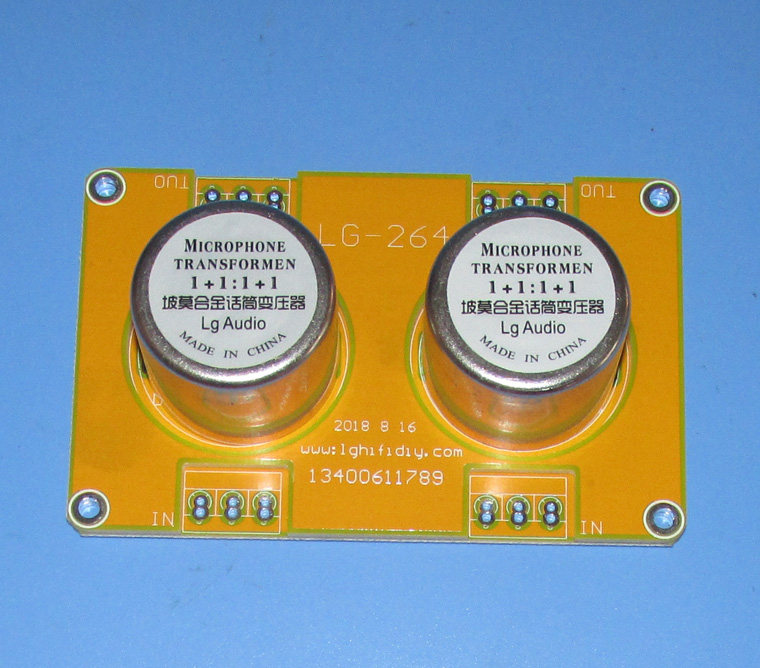 OUT
OUT
LG-264
MICROPHONE
TRANSFORMEN
1+1:1+1
坡莫合金话筒变压器
Lg Audio
MADE IN CHINA
MICROPHONE
TRANSFORMEN
1+1:1+1
坡莫合金话筒变压器
Lg Audio
MADE IN CHINA
2018 8 16
www:lghifidiy.com
13400611789
IN
IN